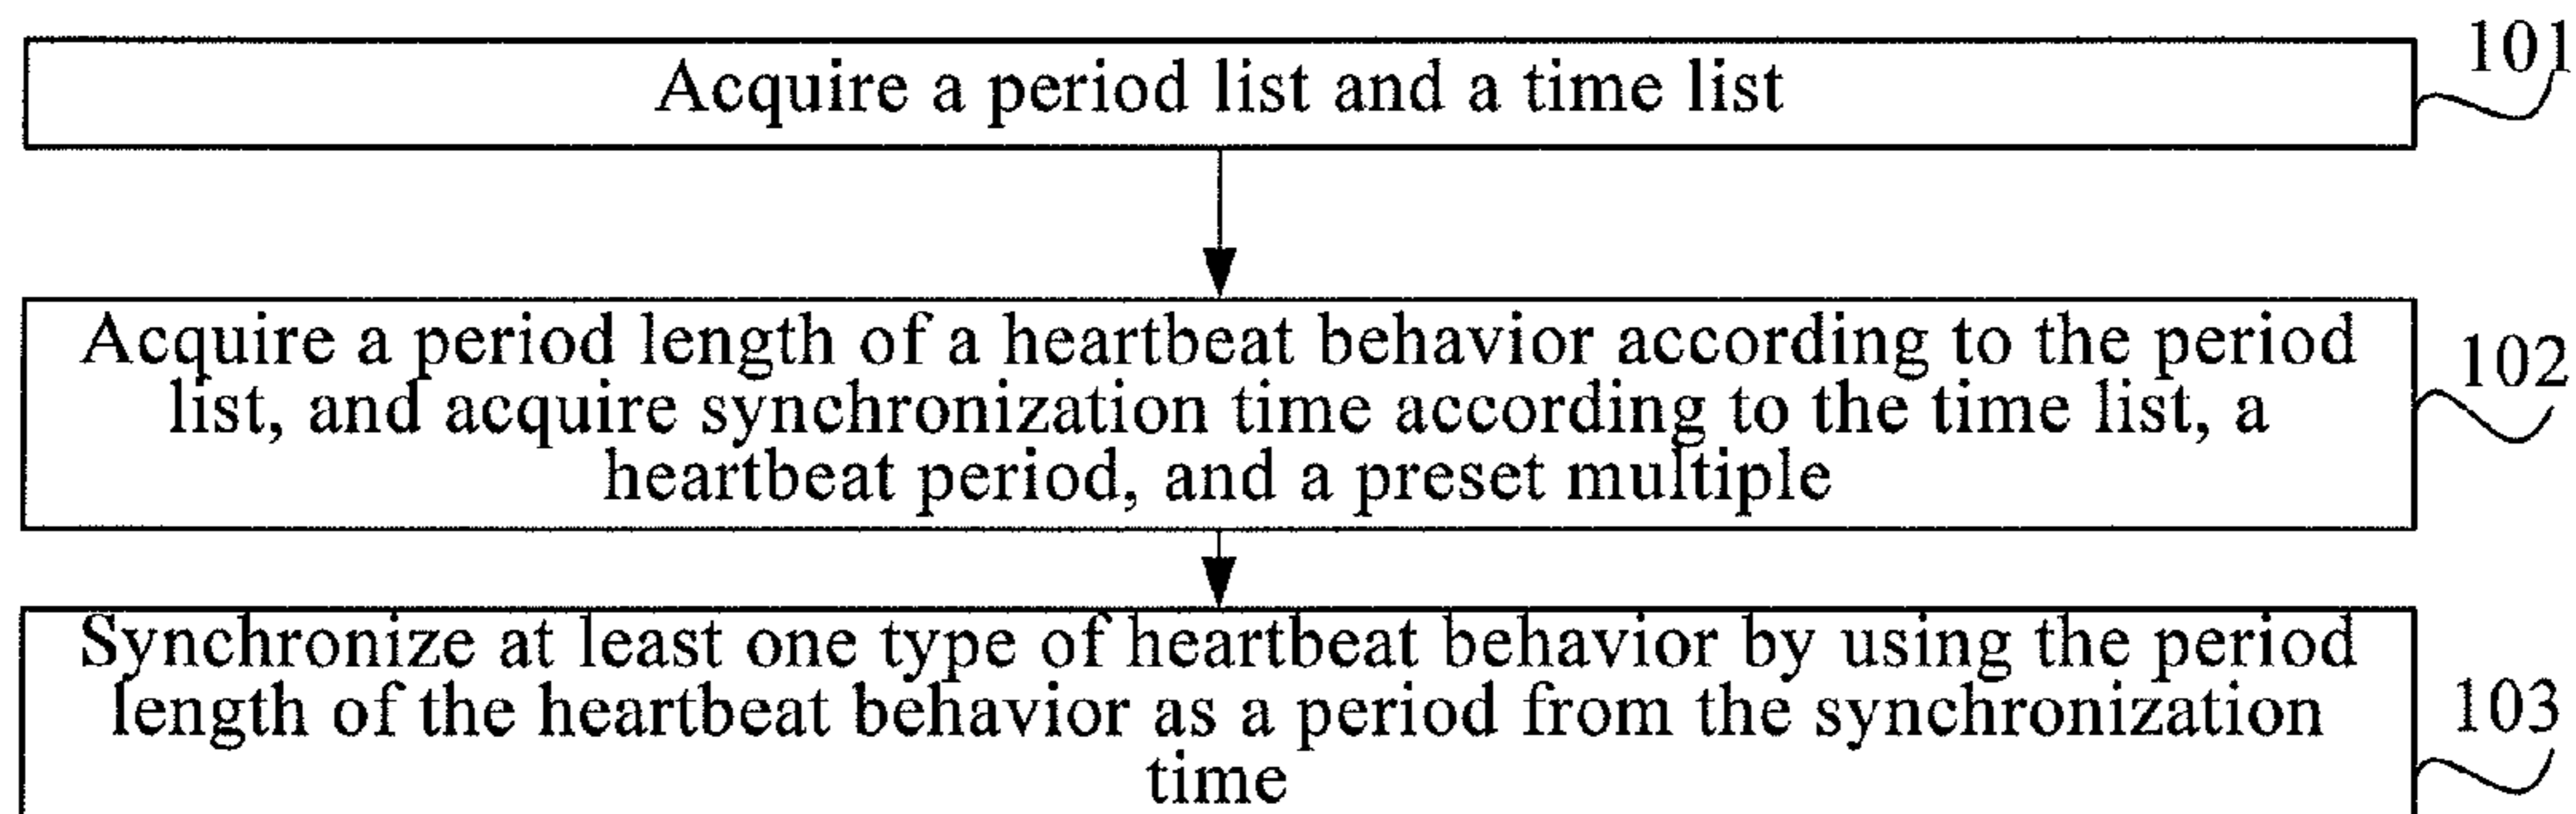 101
Acquire a period list and a time list
Acquire a period length of a heartbeat behavior according to the period
list, and acquire synchronization time according to the time list, a
heartbeat period, and a preset multiple
102
Synchronize at least one type of heartbeat behavior by using the period
length of the heartbeat behavior as a period from the synchronization
time
103